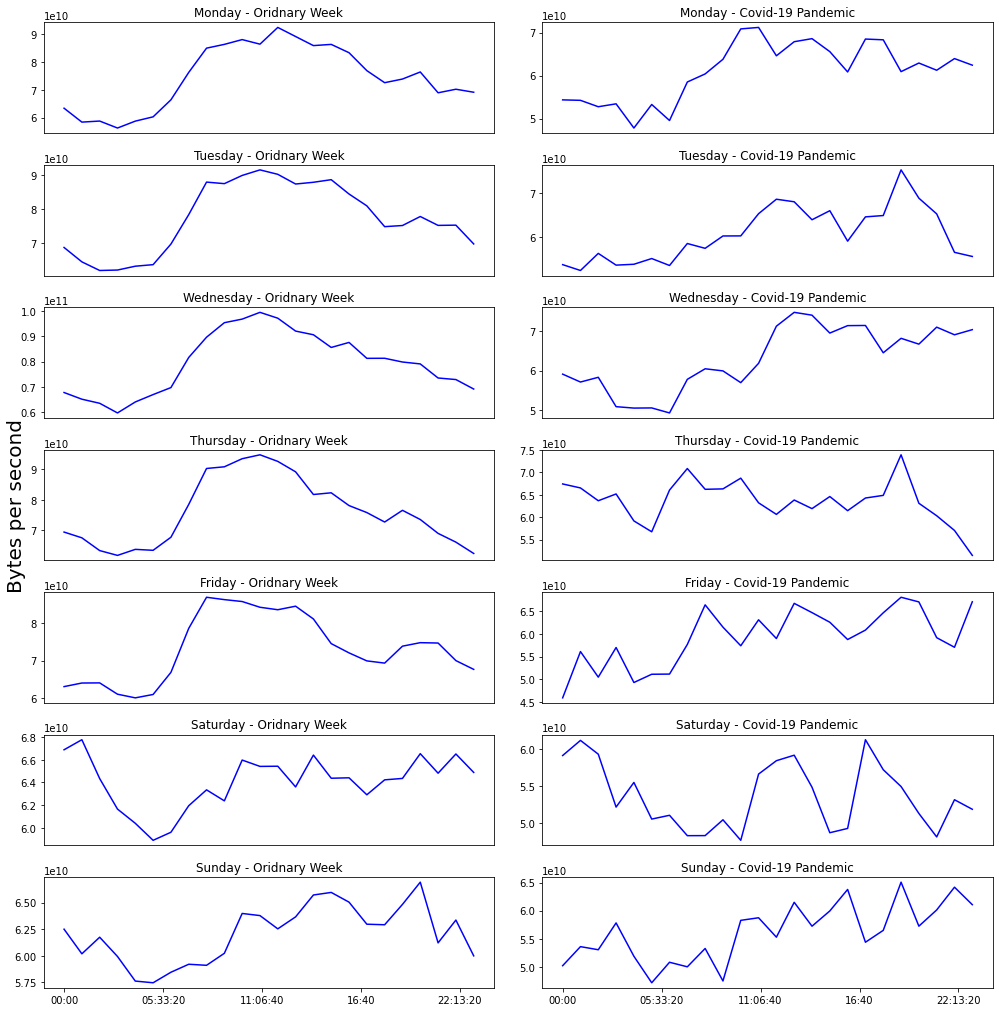 Monday - Oridnary Week
1e10
9
8
7
6
Monday - Covid-19 Pandemic
1e10
7
6
5
Tuesday - Oridnary Week
1e10
9
8
7
Tuesday - Covid-19 Pandemic
1e10
7
6
Wednesday - Oridnary Week
1e11
1.0
0.9
0.8
0.7
0.6
Wednesday - Covid-19 Pandemic
1e10
7
6
5
Thursday - Oridnary Week
1e10
9
8
7
Thursday - Covid-19 Pandemic
1e10
7.5
7.0
6.5
6.0
5.5
Bytes per second
Friday - Oridnary Week
1e10
8
7
6
Friday - Covid-19 Pandemic
1e10
6.5
6.0
5.5
5.0
4.5
Saturday - Oridnary Week
1e10
6.8
6.6
6.4
6.2
6.0
Saturday - Covid-19 Pandemic
1e10
6.0
5.5
5.0
Sunday - Oridnary Week
1e10
6.50
6.25
6.00
5.75
00:00 05:33:20 11:06:40 16:40 22:13:20
Sunday - Covid-19 Pandemic
1e10
6.5
6.0
5.5
5.0
00:00 05:33:20 11:06:40 16:40 22:13:20